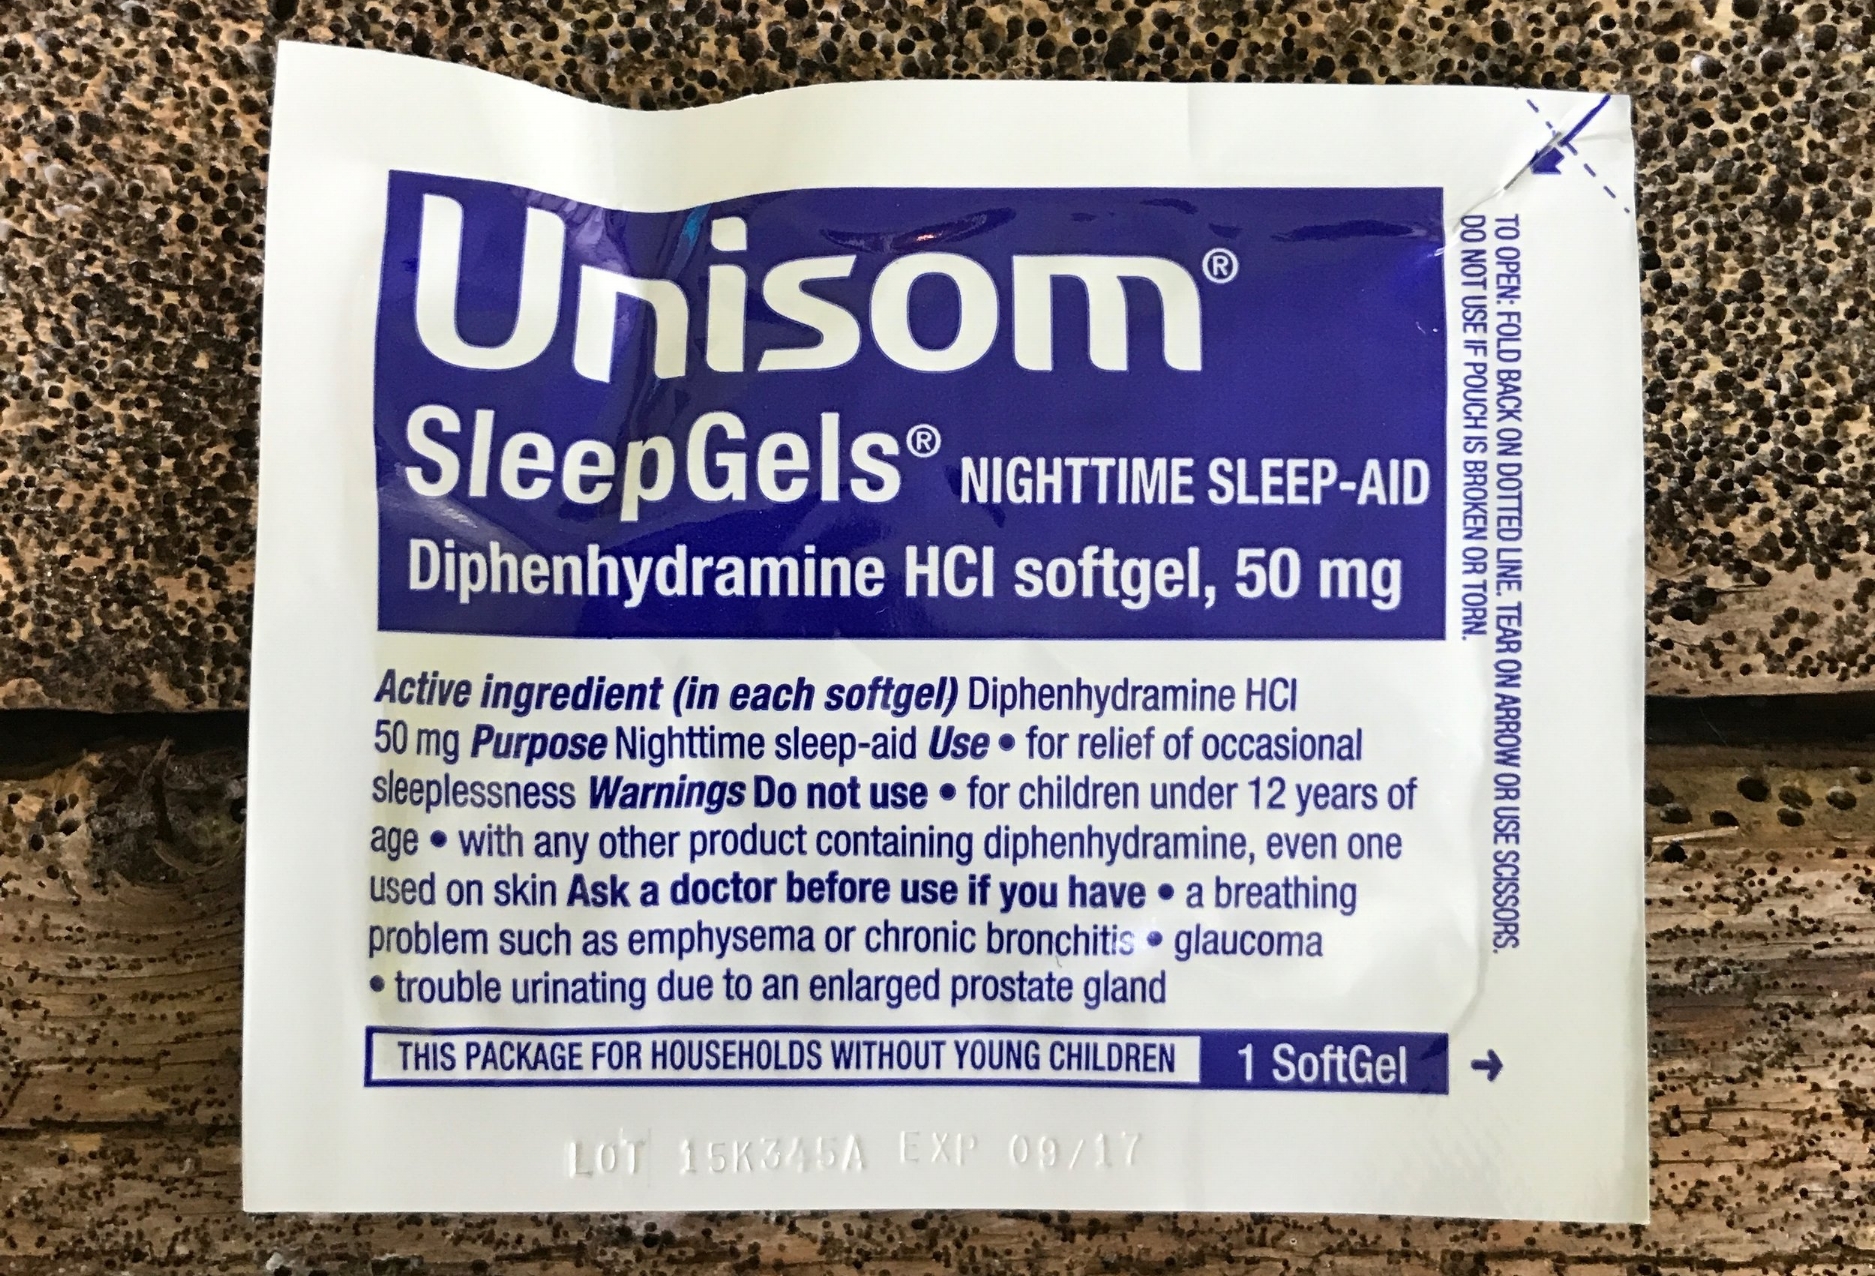 Unisom®
SleepGels® NIGHTTIME SLEEP-AID
Diphenhydramine HCl softgel, 50 mg
Active ingredient (in each softgel) Diphenhydramine HCl
50 mg Purpose Nighttime sleep-aid Use • for relief of occasional
sleeplessness Warnings Do not use • for children under 12 years of
age • with any other product containing diphenhydramine, even one
used on skin Ask a doctor before use if you have • a breathing
problem such as emphysema or chronic bronchitis • glaucoma
• trouble urinating due to an enlarged prostate gland
THIS PACKAGE FOR HOUSEHOLDS WITHOUT YOUNG CHILDREN 1 SoftGel
LOT 15K345A EXP 09/17
TO OPEN: FOLD BACK ON DOTTED LINE. TEAR ON ARROW OR USE SCISSORS.
DO NOT USE IF POUCH IS BROKEN OR TORN.